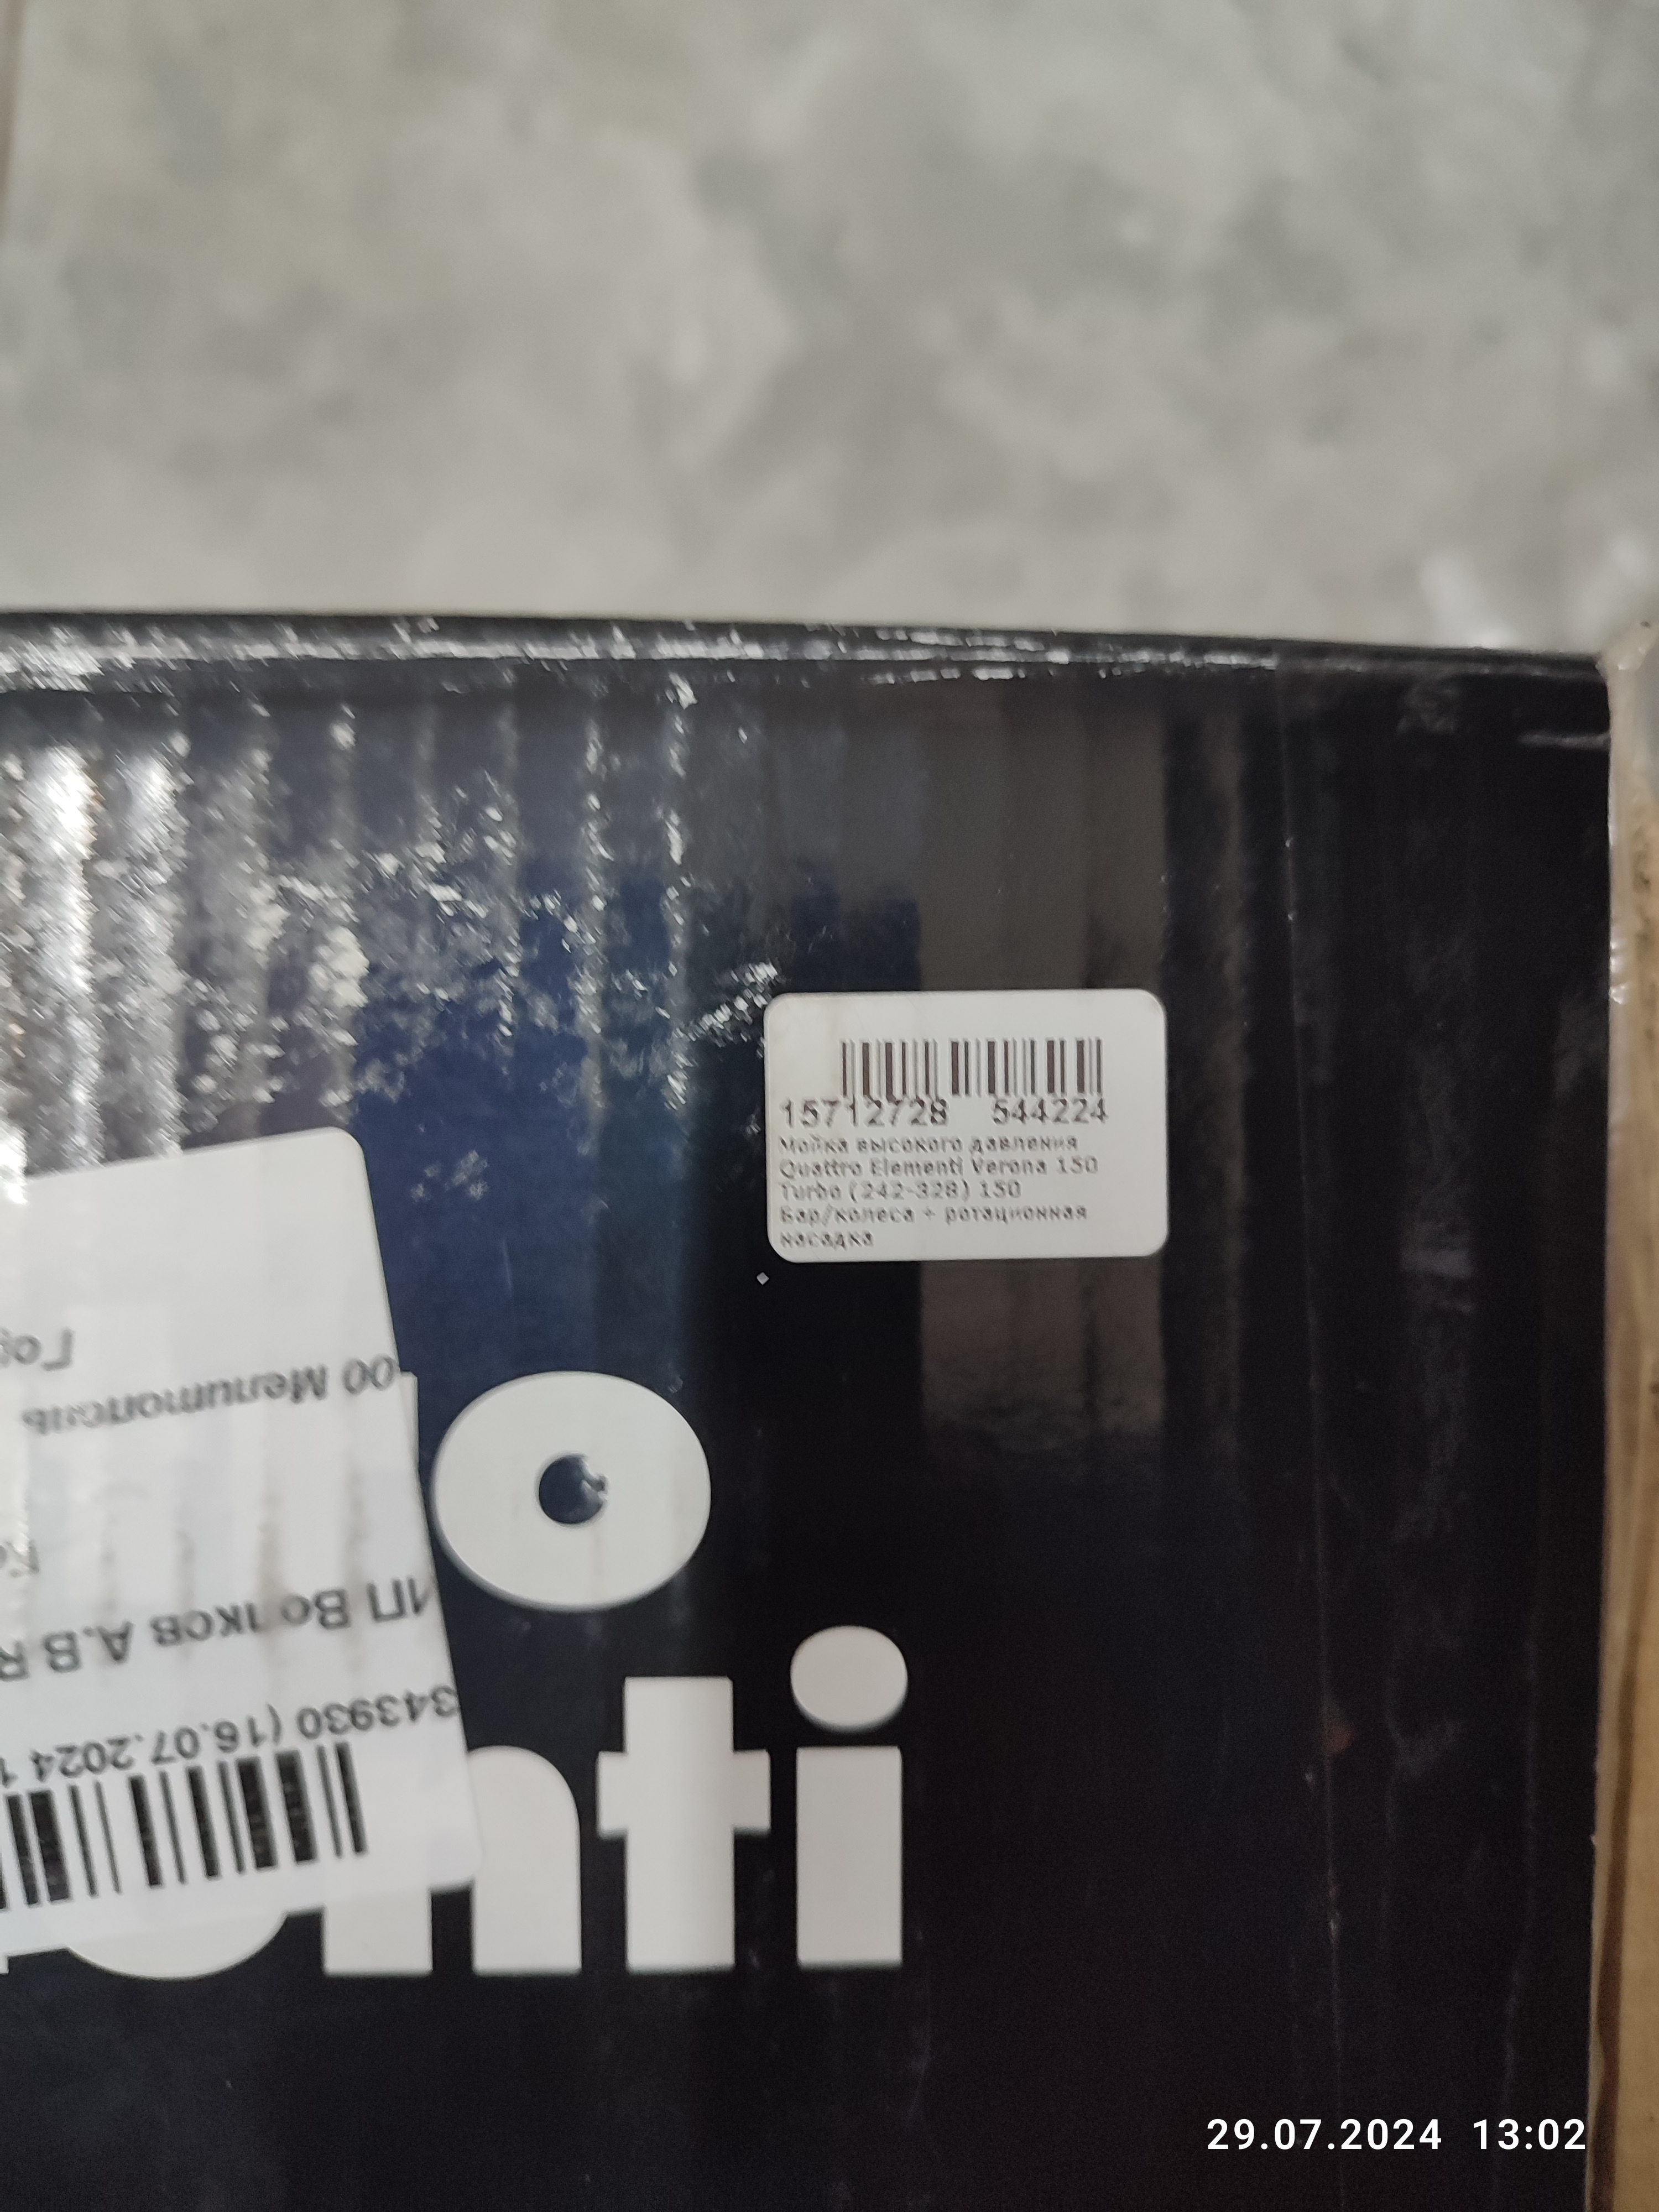 15712728 544224
Мойка высокого давления
Quattro Elementi Verona 150
Turbo (242-328) 150
Бар/колеса + ротационная
насадка
o
nti
343930 (16.07.2024
ИП Волков А.В
00 Мелитополь
29.07.2024 13:02